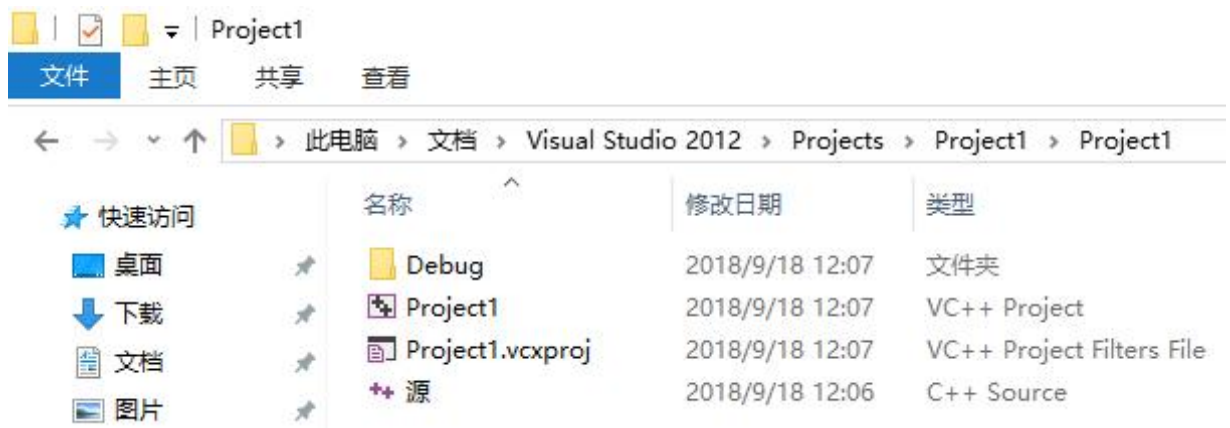 Project1
文件 主页 共享 查看
此电脑 › 文档 › Visual Studio 2012 › Projects › Project1 › Project1
快速访问
桌面
下载
文档
图片
名称 修改日期 类型
Debug 2018/9/18 12:07 文件夹
Project1 2018/9/18 12:07 VC++ Project
Project1.vcxproj 2018/9/18 12:07 VC++ Project Filters File
源 2018/9/18 12:06 C++ Source